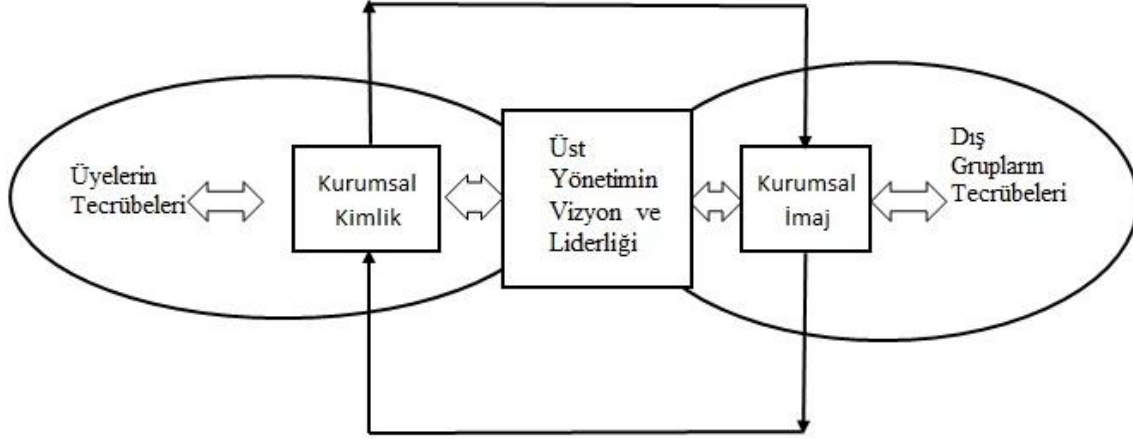 Üyelerin
Tecrübeleri
Kurumsal
Kimlik
Üst
Yönetimin
Vizyon ve
Liderliği
Kurumsal
İmaj
Dış
Grupların
Tecrübeleri